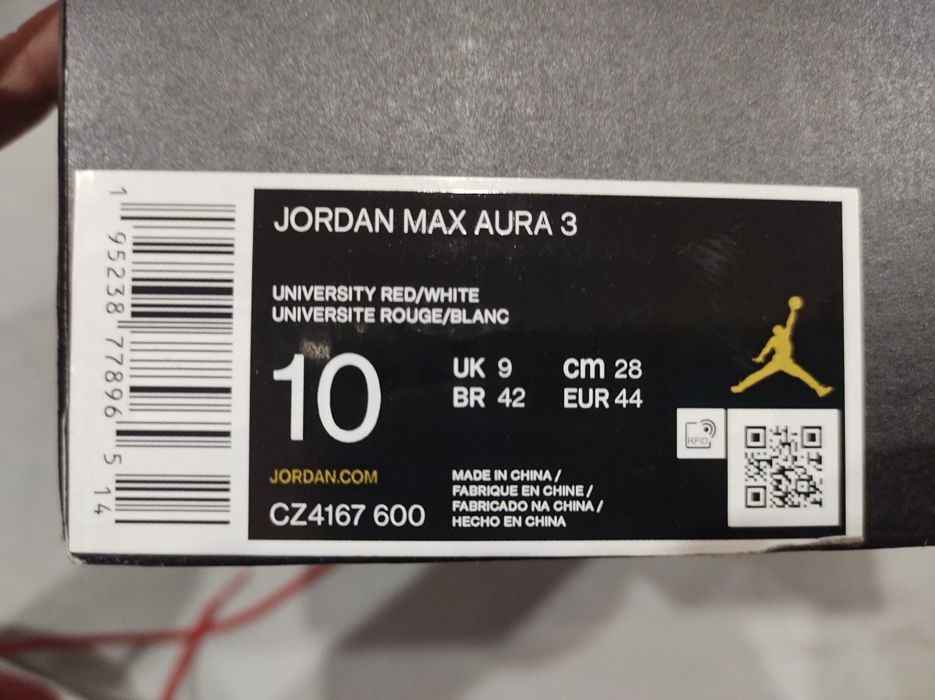 JORDAN MAX AURA 3
UNIVERSITY RED/WHITE
UNIVERSITE ROUGE/BLANC
10
UK 9 cm 28
BR 42 EUR 44
RFID
JORDAN.COM
CZ4167 600
MADE IN CHINA /
FABRIQUE EN CHINE /
FABRICADO NA CHINA /
HECHO EN CHINA
1 95238 77896 5 14